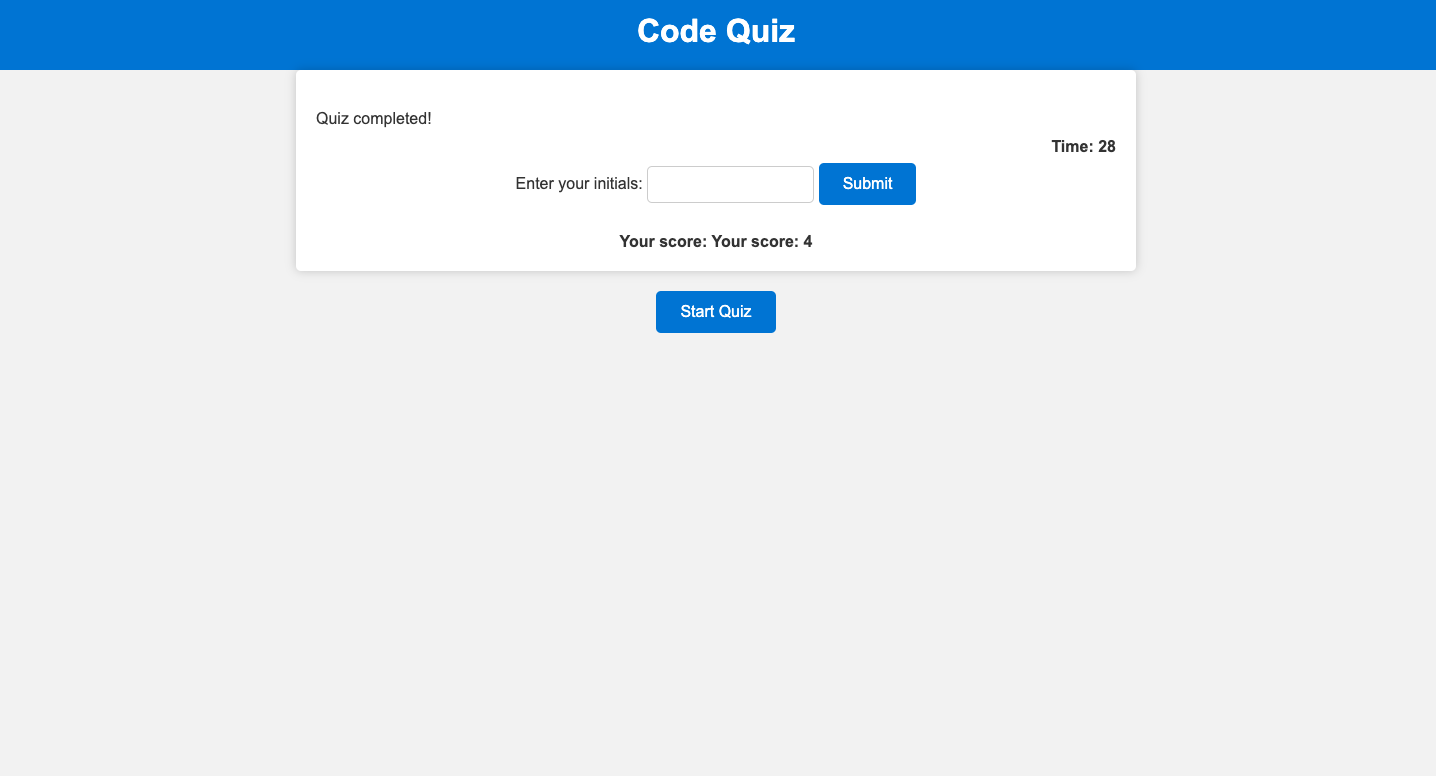 Code Quiz
Quiz completed!
Time: 28
Enter your initials: Submit
Your score: Your score: 4
Start Quiz